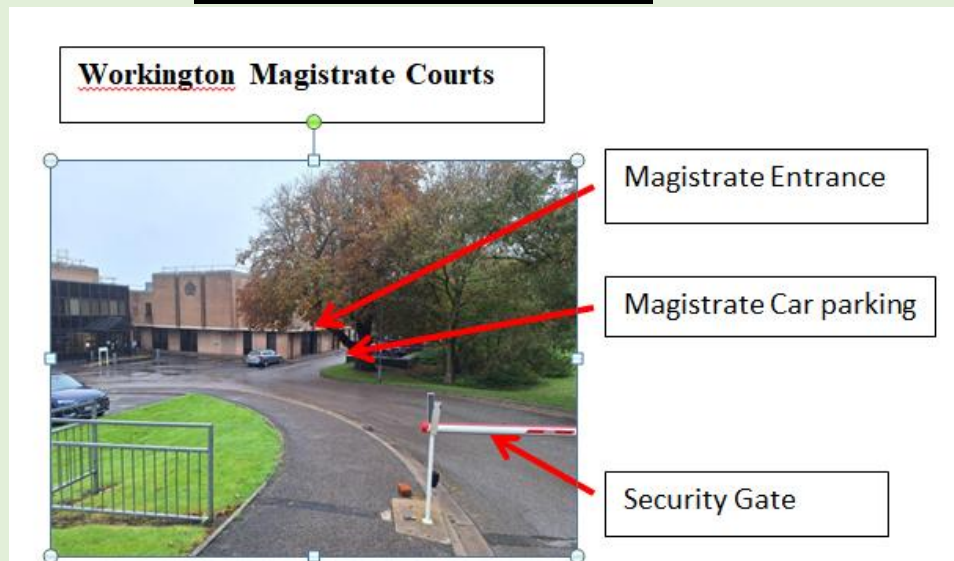 Workington Magistrate Courts
Magistrate Entrance
Magistrate Car parking
Security Gate